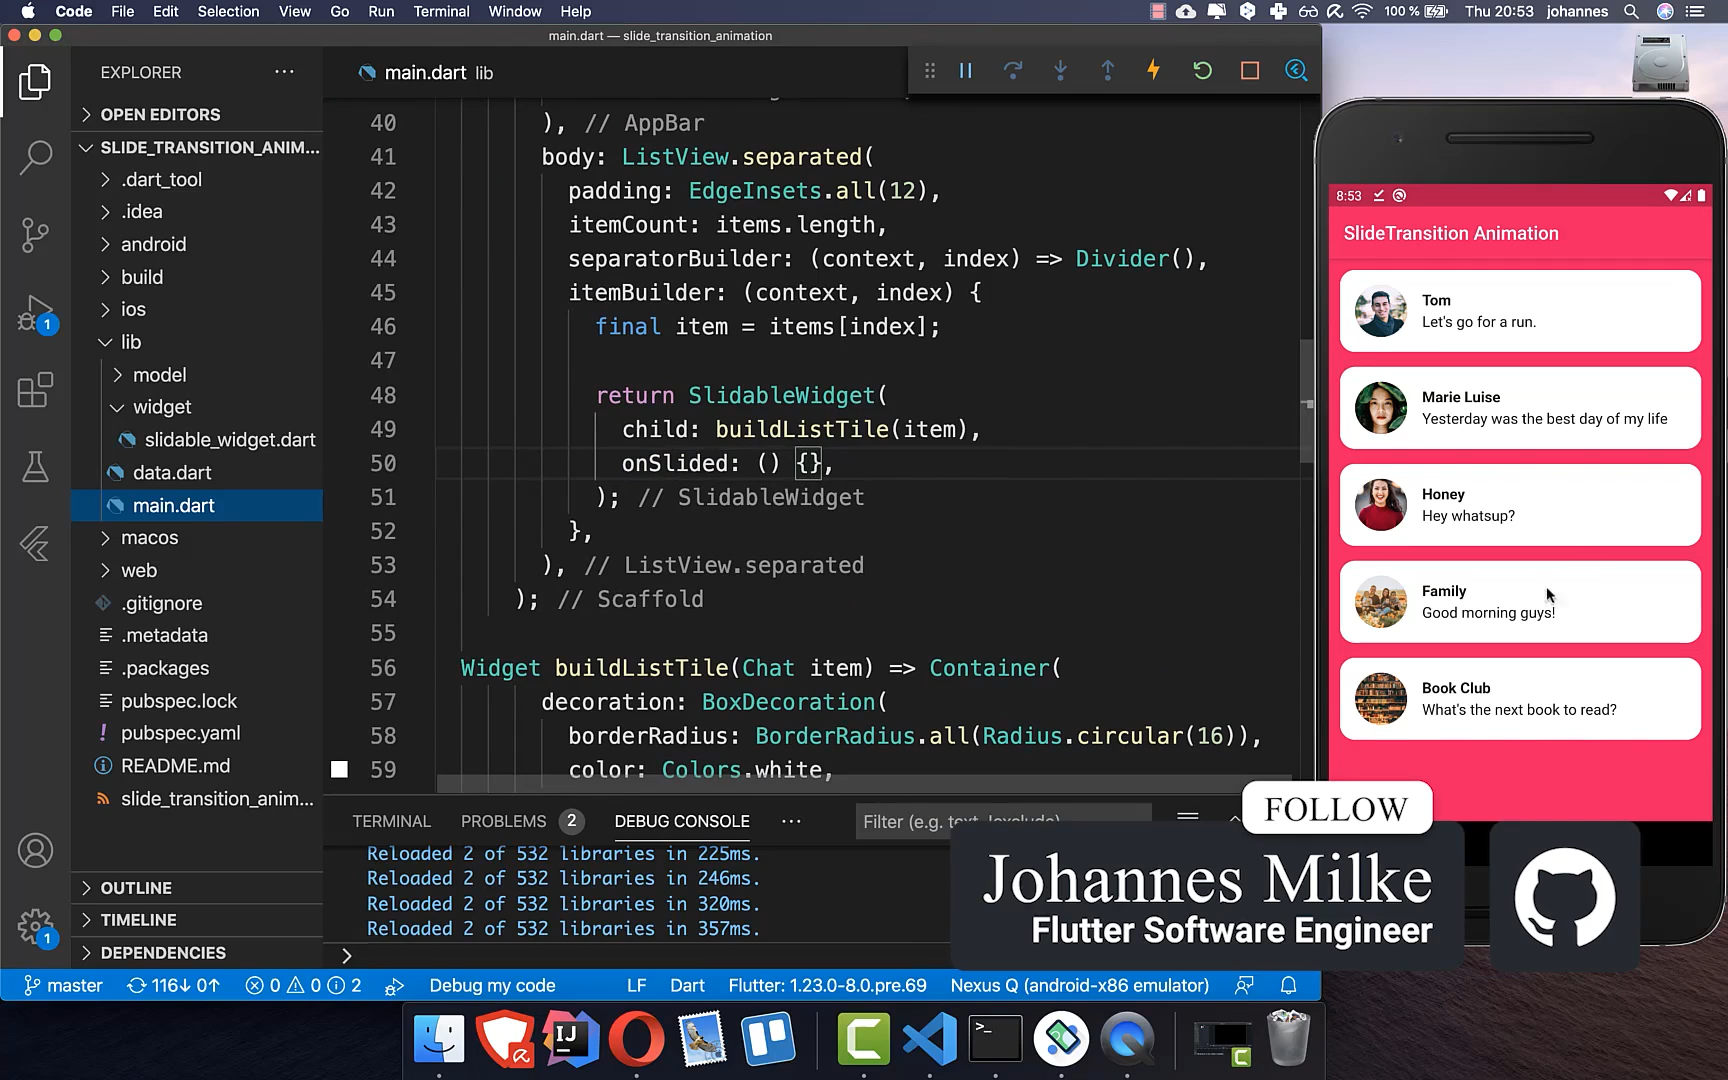 Code File Edit Selection View Go Run Terminal Window Help
100 % Thu 20:53 johannes
main.dart — slide_transition_animation
EXPLORER
OPEN EDITORS
SLIDE_TRANSITION_ANIM...
.dart_tool
.idea
android
build
ios
lib
model
widget
slidable_widget.dart
data.dart
main.dart
macos
web
.gitignore
.metadata
.packages
pubspec.lock
pubspec.yaml
README.md
slide_transition_anim...
OUTLINE
TIMELINE
DEPENDENCIES
1
1
main.dart lib
40 ), // AppBar
41 body: ListView.separated(
42 padding: EdgeInsets.all(12),
43 itemCount: items.length,
44 separatorBuilder: (context, index) => Divider(),
45 itemBuilder: (context, index) {
46 final item = items[index];
47
48 return SlidableWidget(
49 child: buildListTile(item),
50 onSlided: () {},
51 ); // SlidableWidget
52 },
53 ), // ListView.separated
54 ); // Scaffold
55
56 Widget buildListTile(Chat item) => Container(
57 decoration: BoxDecoration(
58 borderRadius: BorderRadius.all(Radius.circular(16)),
59 color: Colors.white,
TERMINAL PROBLEMS 2 DEBUG CONSOLE ...
Filter (e.g. text, !exclude)
Reloaded 2 of 532 libraries in 225ms.
Reloaded 2 of 532 libraries in 246ms.
Reloaded 2 of 532 libraries in 320ms.
Reloaded 2 of 532 libraries in 357ms.
master 116↓ 0↑ 0 0 2 Debug my code LF Dart Flutter: 1.23.0-8.0.pre.69 Nexus Q (android-x86 emulator)
8:53
SlideTransition Animation
Tom
Let's go for a run.
Marie Luise
Yesterday was the best day of my life
Honey
Hey whatsup?
Family
Good morning guys!
Book Club
What's the next book to read?
FOLLOW
Johannes Milke
Flutter Software Engineer
IJ